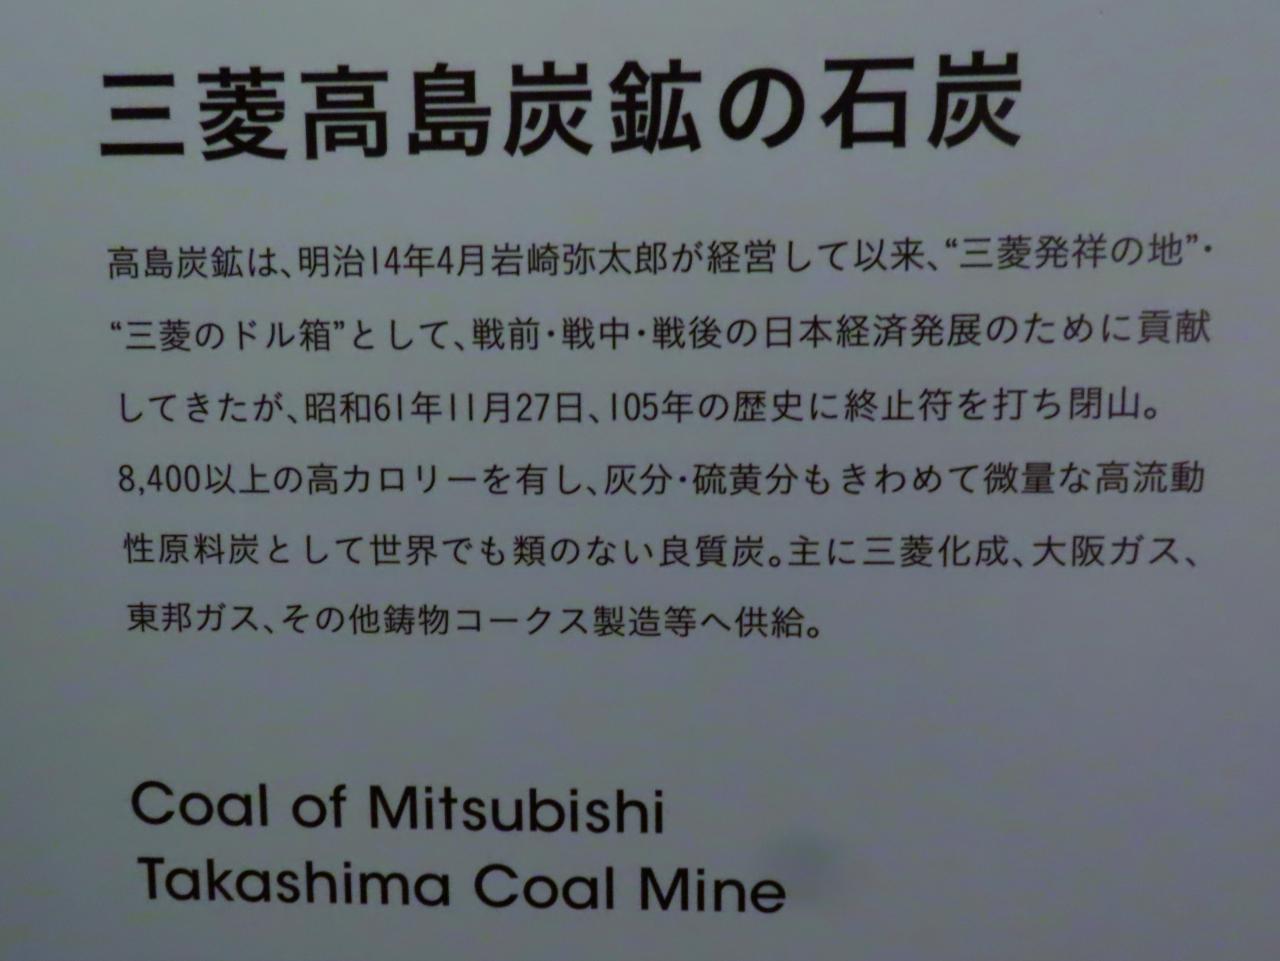 三菱高島炭鉱の石炭
高島炭鉱は、明治14年4月岩崎弥太郎が経営して以来、“三菱発祥の地”・
“三菱のドル箱”として、戦前・戦中・戦後の日本経済発展のために貢献
してきたが、昭和61年11月27日、105年の歴史に終止符を打ち閉山。
8,400以上の高カロリーを有し、灰分・硫黄分もきわめて微量な高流動
性原料炭として世界でも類のない良質炭。主に三菱化成、大阪ガス、
東邦ガス、その他鋳物コークス製造等へ供給。
Coal of Mitsubishi
Takashima Coal Mine